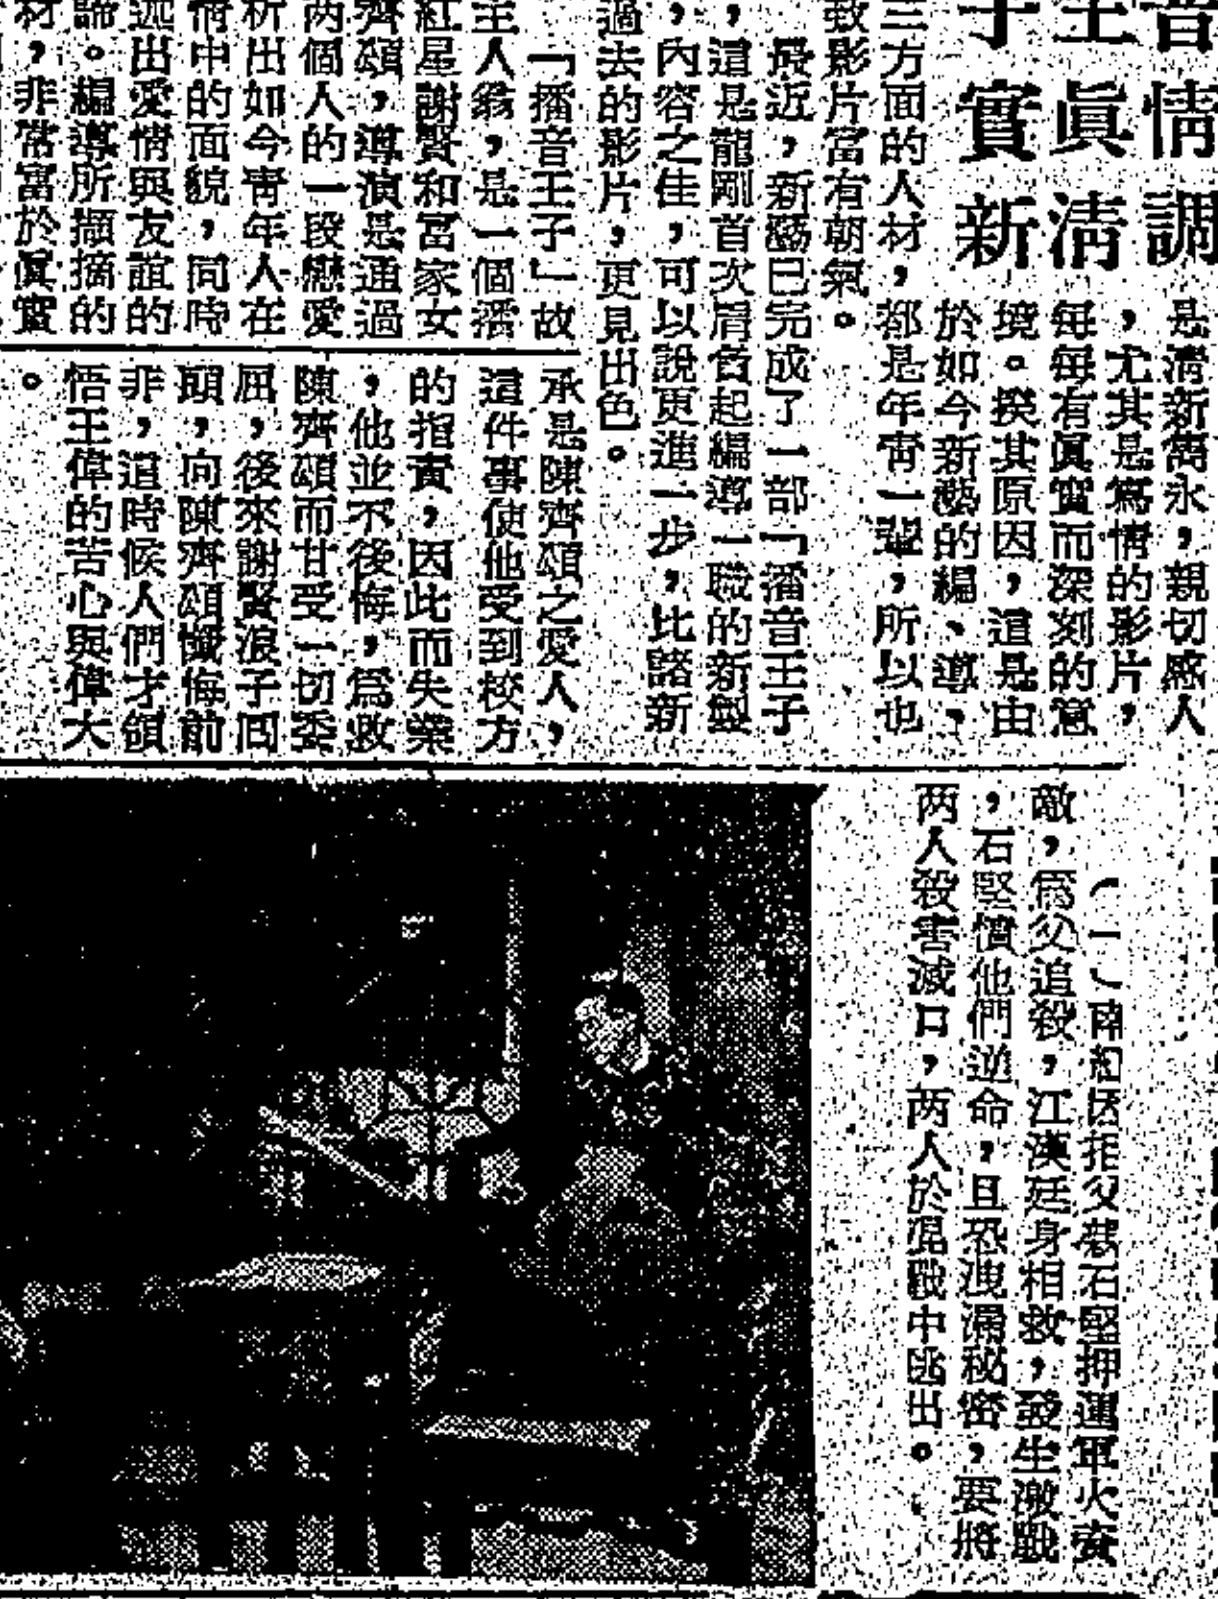 音情調
王眞淸
子實新
是淸新雋永,親切感人
,尤其是寫情的影片,
每每有眞實而深刻的意
境。揆其原因,這是由
於如今新藝的編、導、
三方面的人材,都是年靑一輩,所以也
致影片富有朝氣。
最近,新藝已完成了一部「播音王子
,這是龍剛首次肩負起編導一職的新製
,內容之佳,可以說更進一步,比諸新
過去的影片,更見出色。
「播音王子」故
主人翁,是一個播
紅星謝賢和富家女
齊頌,導演是通過
两個人的一段戀愛
析出如今靑年人在
情中的面貌,同時
出愛情與友誼的
諦。編導所擷摘的
材,非常富於眞實
承是陳齊頌之愛人,
這件事使他受到校方
的指責,因此而失業
,他並不後悔,爲救
陳齊頌而甘受一切委
屈,後來謝賢浪子回
頭,向陳齊頌懺悔前
非,這時候人們才領
悟王偉的苦心與偉大
。
(一)石堅押運軍火
敵,爲父追殺,江漢廷身相救,發生激戰
,石堅憤他們逆命,且恐洩漏秘密,要將
两人殺害滅口,两人於混戰中逃出。